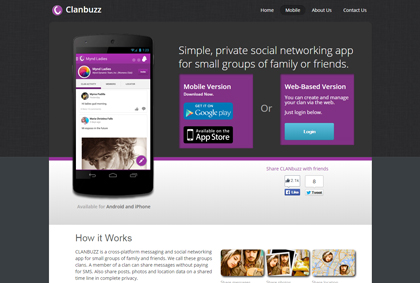 Clanbuzz
Home
Mobile
About Us
Contact Us
Simple, private social networking app
for small groups of family or friends.
Myrol Ladies
Mobile Version
Download Now.
GET IT ON
Google play
Available on the
App Store
Or
Web-Based Version
You can create and manage
your clan via the web.
Just login below.
Login
Share CLANbuzz with friends
Like
Tweet
8
Available for Android and iPhone
How it Works
CLANBUZZ is a cross-platform messaging and social networking
app for small groups of family and friends. We call these groups
clans. A member of a clan can share messages without paying
for SMS. Also share posts, photos and location data on a shared
time line in complete privacy.